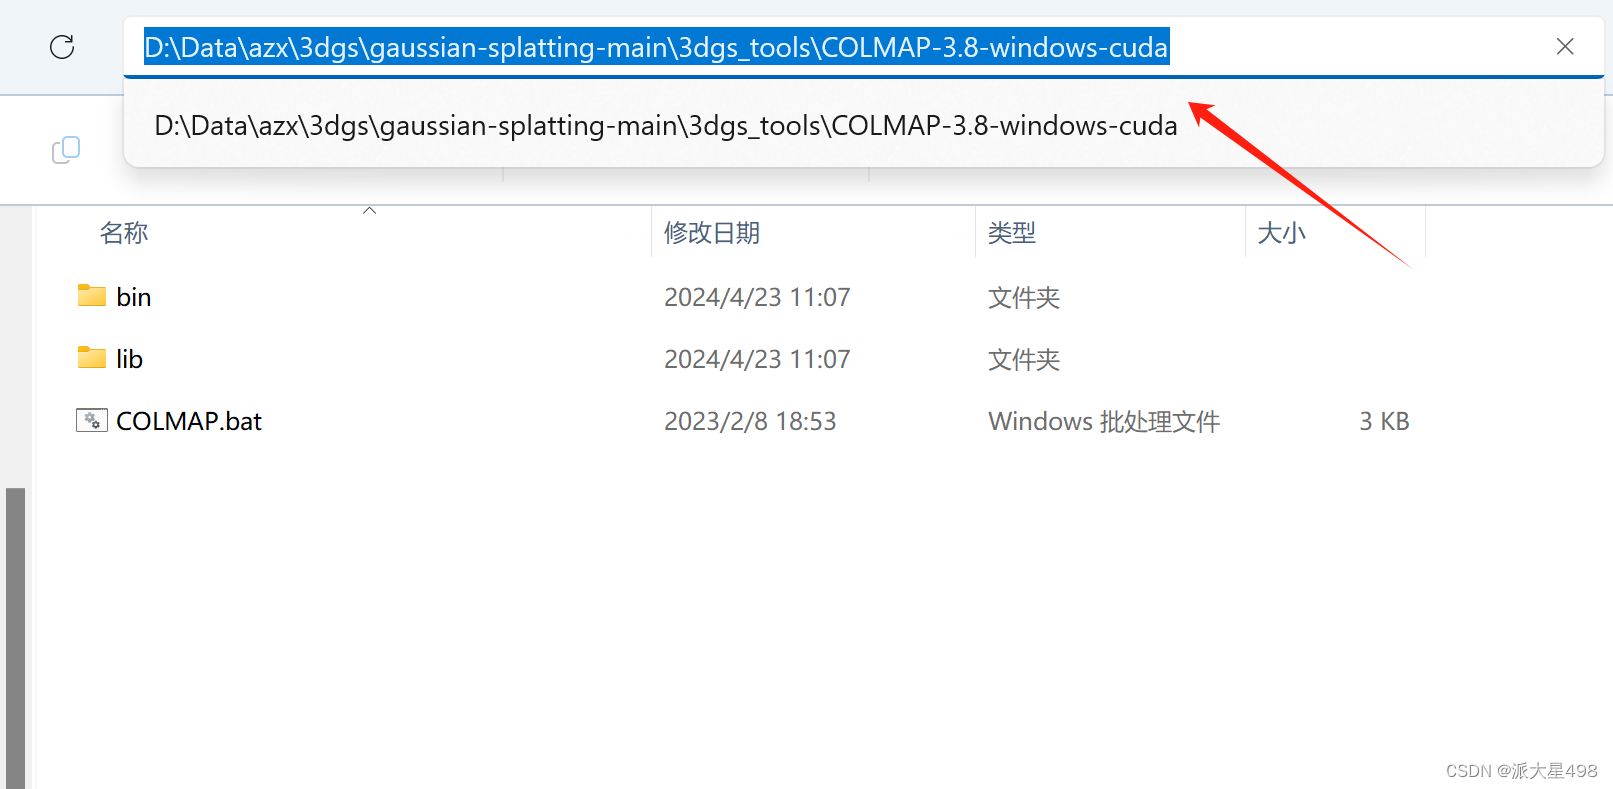 D:\Data\azx\3dgs\gaussian-splatting-main\3dgs_tools\COLMAP-3.8-windows-cuda
D:\Data\azx\3dgs\gaussian-splatting-main\3dgs_tools\COLMAP-3.8-windows-cuda
名称 修改日期 类型 大小
bin 2024/4/23 11:07 文件夹
lib 2024/4/23 11:07 文件夹
COLMAP.bat 2023/2/8 18:53 Windows 批处理文件 3 KB
CSDN @派大星498